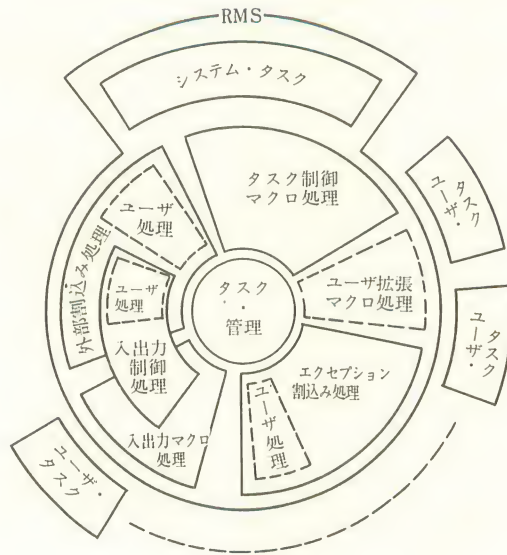 RMS
システム・タスク
タスク制御
マクロ処理
ユーザ
処理
外部割込み処理
ユーザ
処理
タスク
・
管理
ユーザ拡張
マクロ処理
入出力
制御
処理
エクセプション
割込み処理
ユーザ処理
入出力マクロ
処理
ユーザ・
タスク
ユーザ・
タスク
ユーザ・
タスク